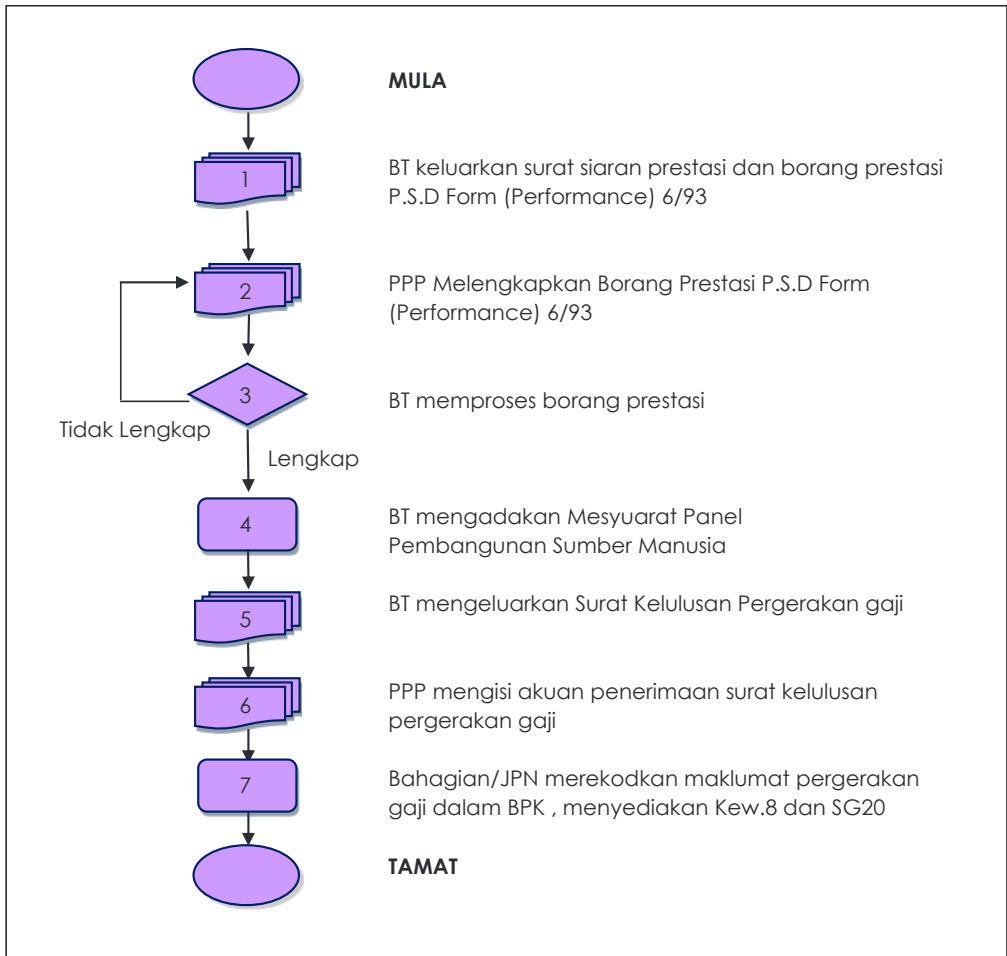 MULA
1
BT keluarkan surat siaran prestasi dan borang prestasi
P.S.D Form (Performance) 6/93
2
PPP Melengkapkan Borang Prestasi P.S.D Form
(Performance) 6/93
3
BT memproses borang prestasi
Tidak Lengkap
Lengkap
4
BT mengadakan Mesyuarat Panel
Pembangunan Sumber Manusia
5
BT mengeluarkan Surat Kelulusan Pergerakan gaji
6
PPP mengisi akuan penerimaan surat kelulusan
pergerakan gaji
7
Bahagian/JPN merekodkan maklumat pergerakan
gaji dalam BPK , menyediakan Kew.8 dan SG20
TAMAT